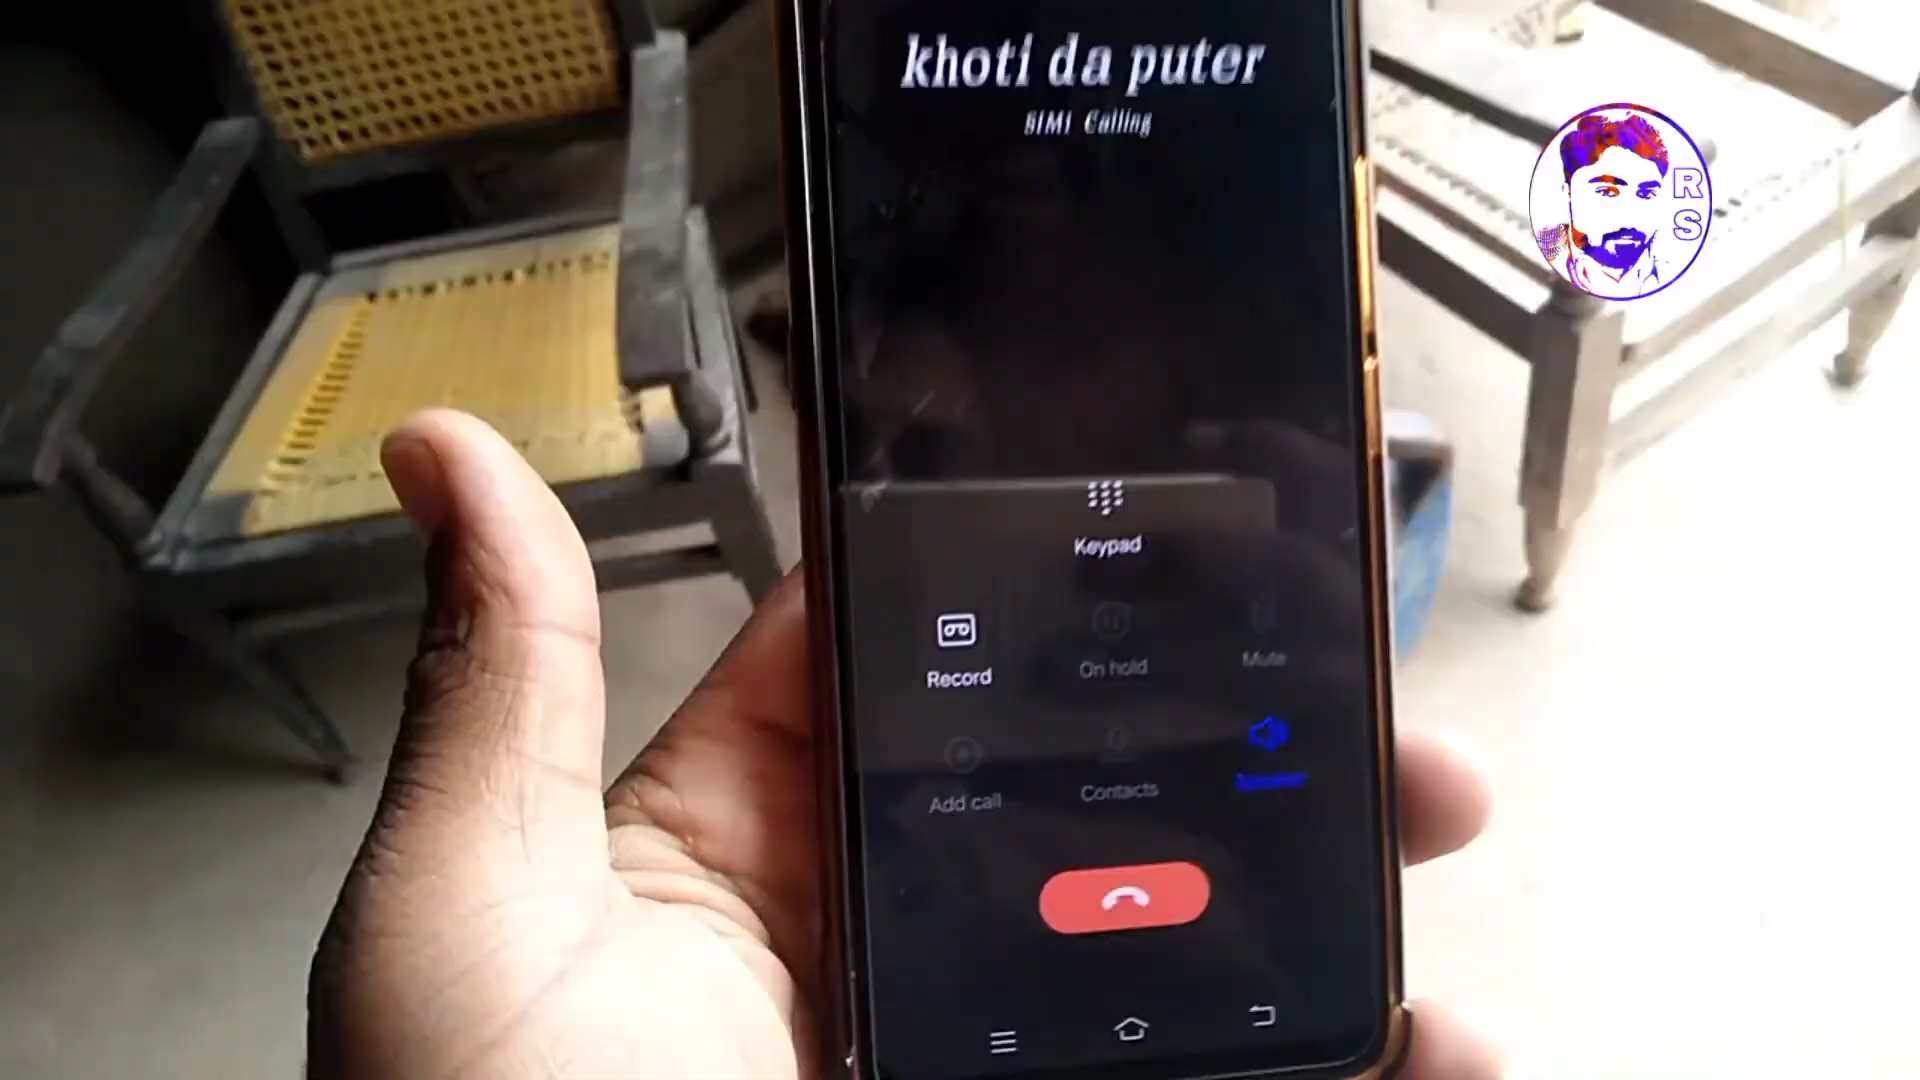 khoti da puter
SIM1 Calling
R
S
Keypad
Record
On hold
Mute
Add call
Contacts